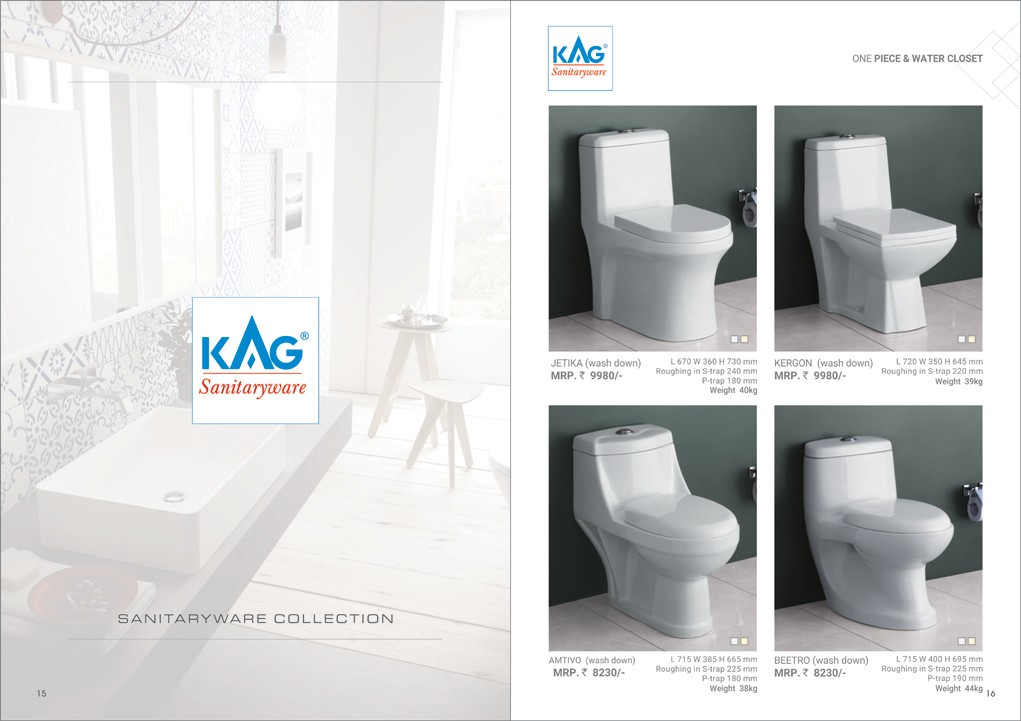 KAG®
Sanitaryware
SANITARYWARE COLLECTION
15
KAG®
Sanitaryware
ONE PIECE & WATER CLOSET
JETIKA (wash down)
MRP. ₹ 9980/-
L 670 W 360 H 730 mm
Roughing in S-trap 240 mm
P-trap 180 mm
Weight 40kg
KERGON (wash down)
MRP. ₹ 9980/-
L 720 W 350 H 645 mm
Roughing in S-trap 220 mm
Weight 39kg
AMTIVO (wash down)
MRP. ₹ 8230/-
L 715 W 385 H 665 mm
Roughing in S-trap 225 mm
P-trap 180 mm
Weight 38kg
BEETRO (wash down)
MRP. ₹ 8230/-
L 715 W 400 H 695 mm
Roughing in S-trap 225 mm
P-trap 190 mm
Weight 44kg
16